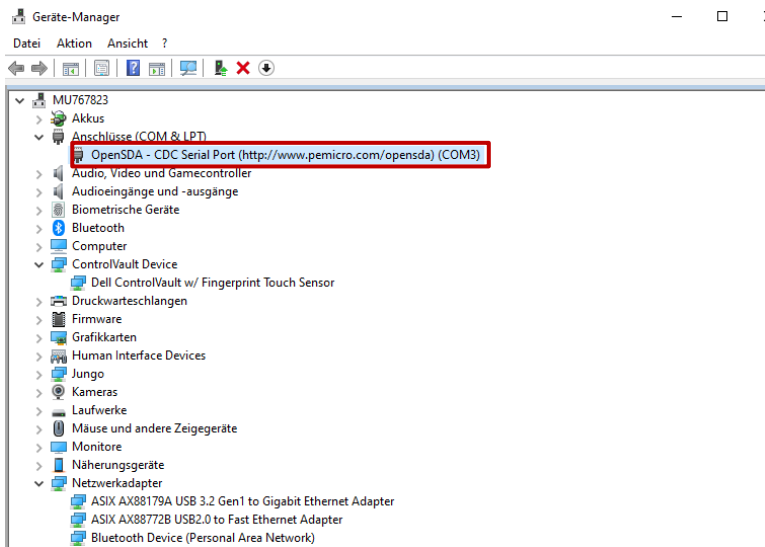 Geräte-Manager
Datei Aktion Ansicht ?
MU767823
Akkus
Anschlüsse (COM & LPT)
OpenSDA - CDC Serial Port (http://www.pemicro.com/opensda) (COM3)
Audio, Video und Gamecontroller
Audioeingänge und -ausgänge
Biometrische Geräte
Bluetooth
Computer
ControlVault Device
Dell ControlVault w/ Fingerprint Touch Sensor
Druckwarteschlangen
Firmware
Grafikkarten
Human Interface Devices
Jungo
Kameras
Laufwerke
Mäuse und andere Zeigegeräte
Monitore
Näherungsgeräte
Netzwerkadapter
ASIX AX88179A USB 3.2 Gen1 to Gigabit Ethernet Adapter
ASIX AX88772B USB2.0 to Fast Ethernet Adapter
Bluetooth Device (Personal Area Network)